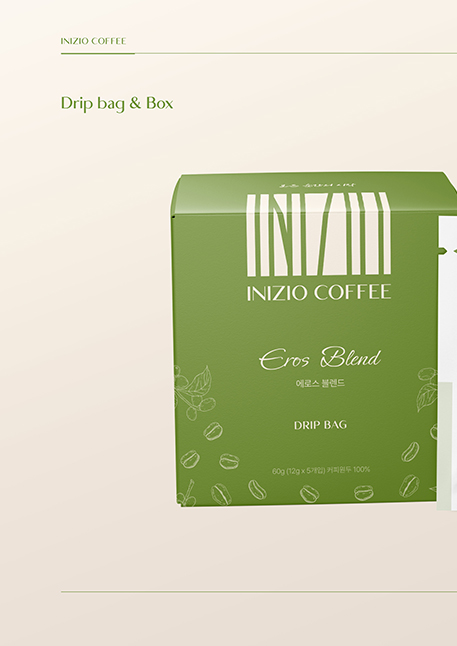 INIZIO COFFEE
Drip bag & Box
INIZIO COFFEE
Eros Blend
에로스 블렌드
DRIP BAG
60g (12g x 5개입) 커피원두 100%